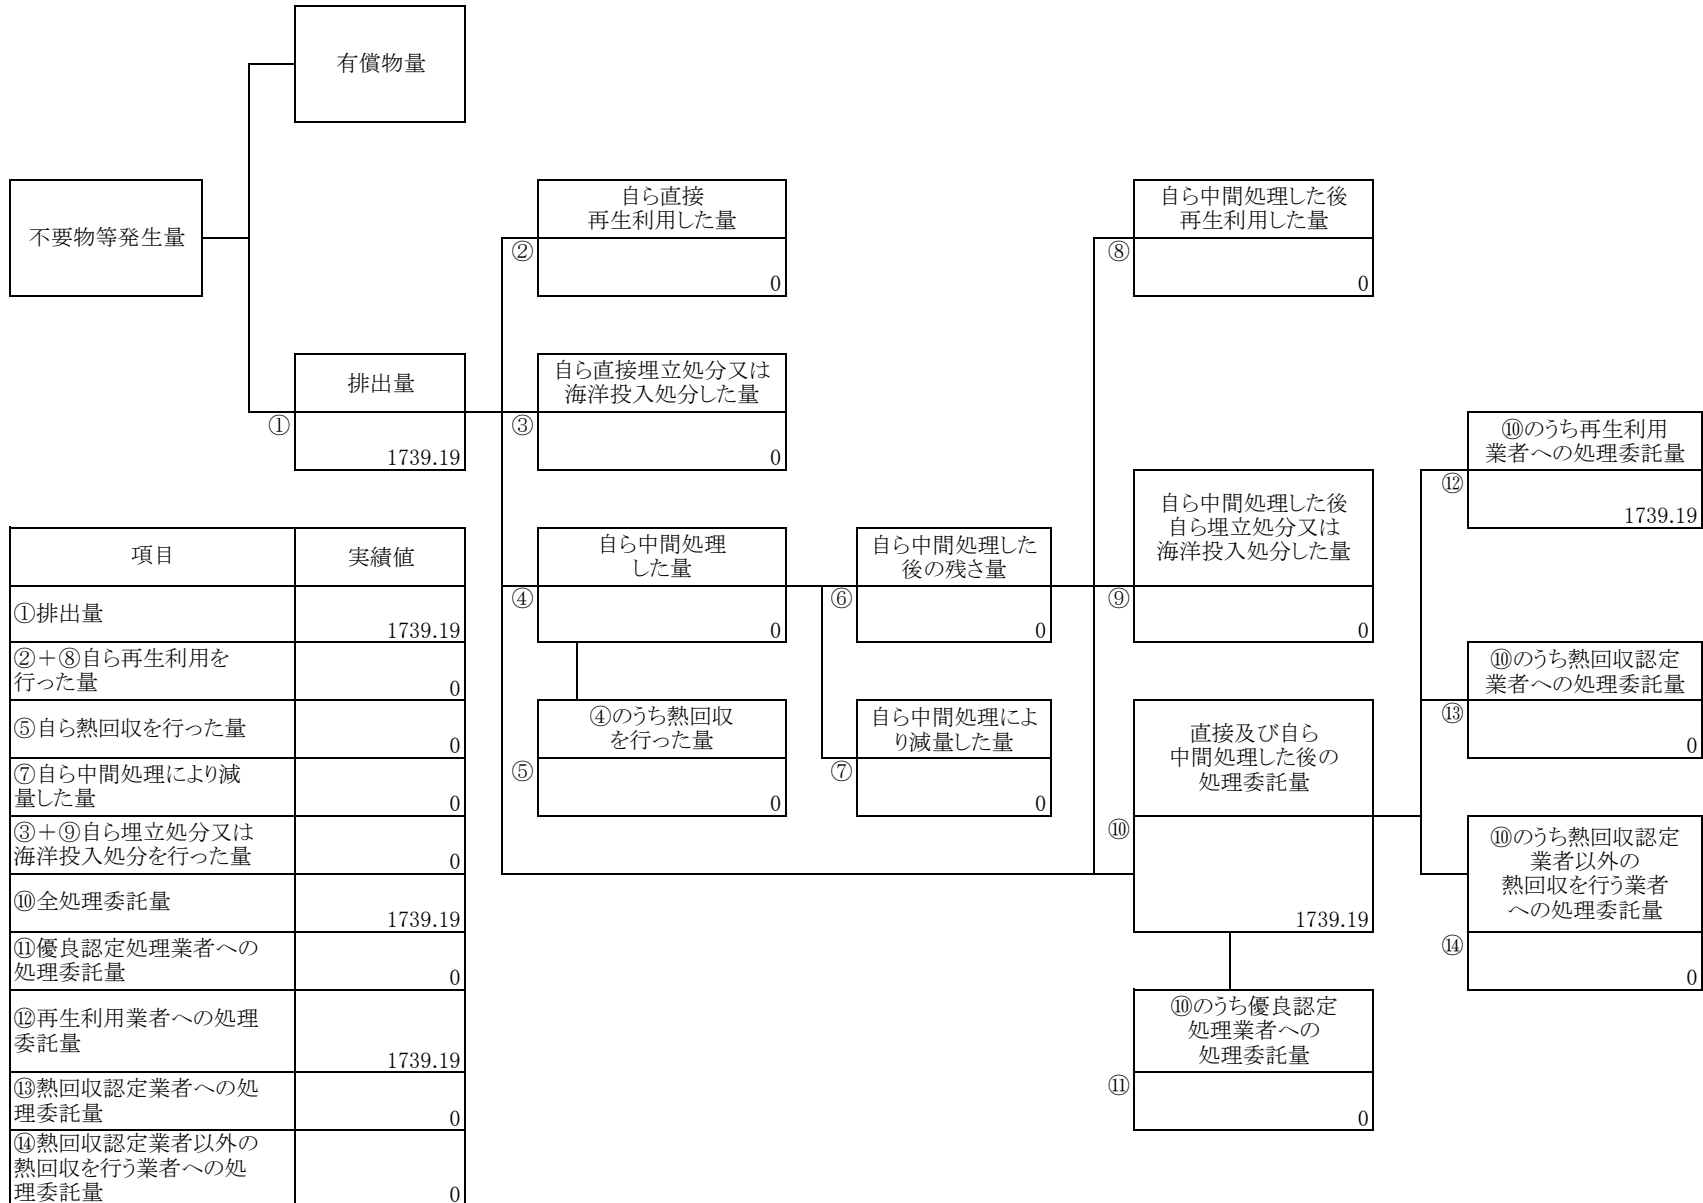 有償物量
不要物等発生量
自ら直接
再生利用した量
②
0
自ら中間処理した後
再生利用した量
⑧
0
排出量
①
1739.19
自ら直接埋立処分又は
海洋投入処分した量
③
0
⑩のうち再生利用
業者への処理委託量
⑫
1739.19
自ら中間処理
した量
④
0
自ら中間処理した
後の残さ量
⑥
0
自ら中間処理した後
自ら埋立処分又は
海洋投入処分した量
⑨
0
⑩のうち熱回収認定
業者への処理委託量
⑬
0
④のうち熱回収
を行った量
⑤
0
自ら中間処理によ
り減量した量
⑦
0
直接及び自ら
中間処理した後の
処理委託量
⑩
1739.19
⑩のうち熱回収認定
業者以外の
熱回収を行う業者
への処理委託量
⑭
0
⑩のうち優良認定
処理業者への
処理委託量
⑪
0
項目 実績値
①排出量 1739.19
②+⑧自ら再生利用を
行った量 0
⑤自ら熱回収を行った量 0
⑦自ら中間処理により減
量した量 0
③+⑨自ら埋立処分又は
海洋投入処分を行った量 0
⑩全処理委託量 1739.19
⑪優良認定処理業者への
処理委託量 0
⑫再生利用業者への処理
委託量 1739.19
⑬熱回収認定業者への処
理委託量 0
⑭熱回収認定業者以外の
熱回収を行う業者への処
理委託量 0